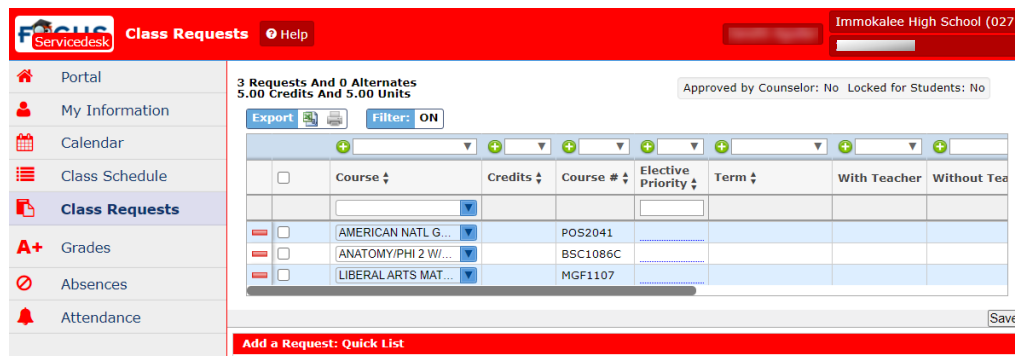 FOCUS
Servicedesk
Class Requests
Help
Immokalee High School (027
Portal
My Information
Calendar
Class Schedule
Class Requests
A+ Grades
Absences
Attendance
3 Requests And 0 Alternates
5.00 Credits And 5.00 Units
Approved by Counselor: No Locked for Students: No
Export
Filter: ON
Course Credits Course # Elective Priority Term With Teacher Without Tea
AMERICAN NATL G... POS2041
ANATOMY/PHI 2 W/... BSC1086C
LIBERAL ARTS MAT... MGF1107
Save
Add a Request: Quick List